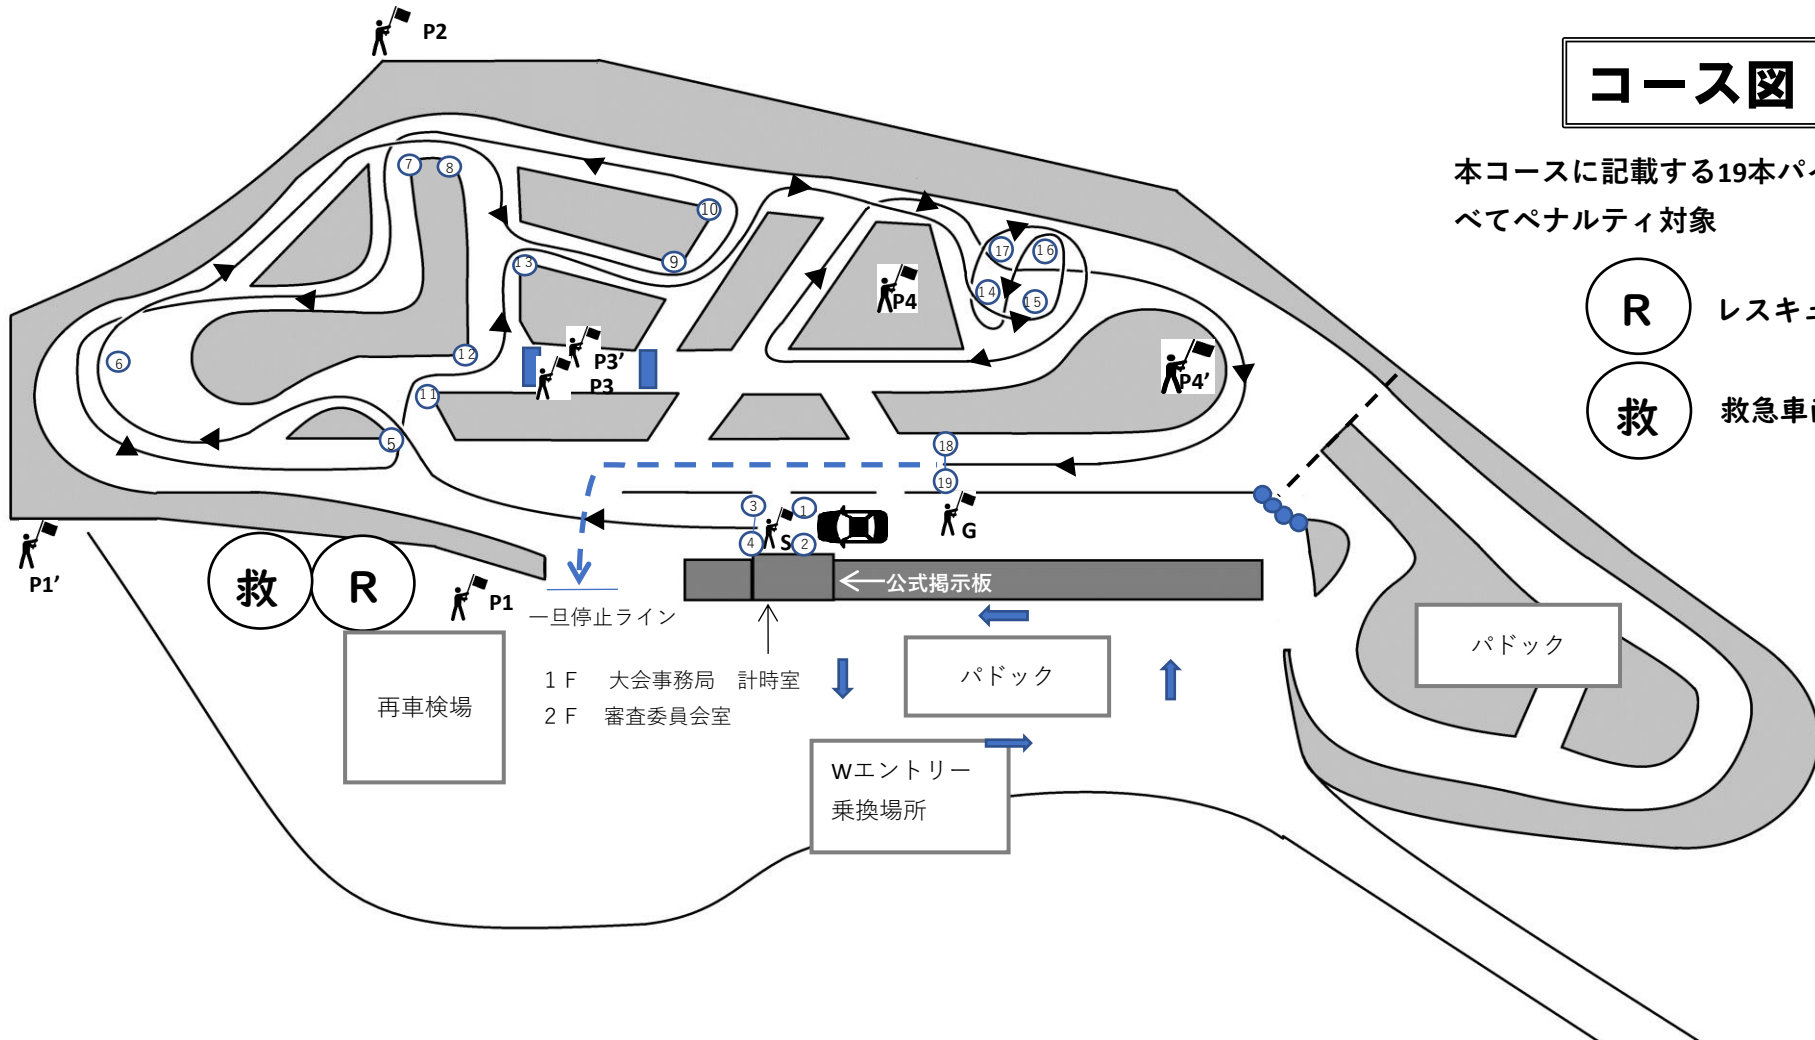 コース図
本コースに記載する19本パイ
べてペナルティ対象
R
レスキュ
救
救急車
P2
7
8
10
9
13
6
12
11
5
P3’
P3
P4
17
16
14
15
P4’
18
19
3
1
4
S
2
G
P1’
救
R
P1
一旦停止ライン
公式掲示板
1F 大会事務局 計時室
2F 審査委員会室
再車検場
パドック
パドック
Wエントリー
乗換場所